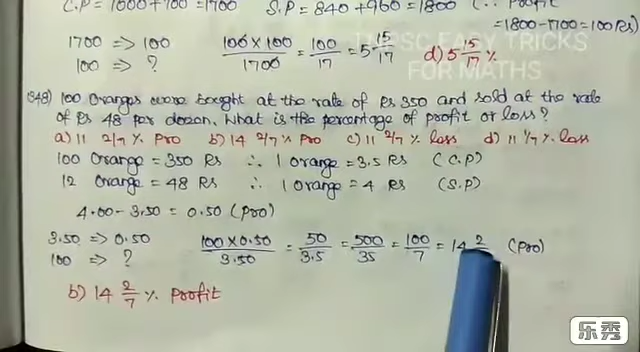 C.P = 1000+700 = 1700 S.P = 840+960 = 1800 (∴ Profit
= 1800-1700 = 100 Rs)
1700 => 100
100 => ?
100 × 100 / 1700 = 100/17 = 5 15/17 d) 5 15/17 %
EASY TRICKS
FOR MATHS
348) 100 Oranges were bought at the rate of Rs 350 and sold at the rate
of Rs 48 per dozen. What is the percentage of profit or loss?
a) 11 2/7 % Pro b) 14 2/7 % Pro c) 11 2/7 % loss d) 11 1/7 % loss
100 Orange = 350 Rs ∴ 1 Orange = 3.5 Rs (C.P)
12 Orange = 48 Rs ∴ 1 Orange = 4 Rs (S.P)
4.00 - 3.50 = 0.50 (Pro)
3.50 => 0.50
100 => ?
100 × 0.50 / 3.50 = 50/3.5 = 500/35 = 100/7 = 14 2 (Pro)
b) 14 2/7 % Profit
乐秀